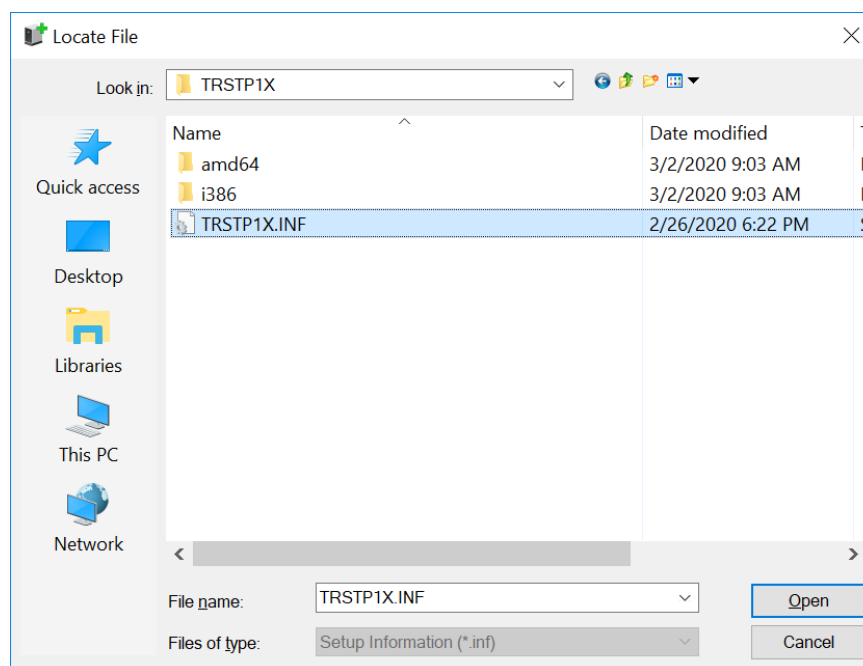 Locate File
Look in: TRSTP1X
Name Date modified
amd64 3/2/2020 9:03 AM
i386 3/2/2020 9:03 AM
TRSTP1X.INF 2/26/2020 6:22 PM
Quick access
Desktop
Libraries
This PC
Network
File name: TRSTP1X.INF Open
Files of type: Setup Information (*.inf) Cancel